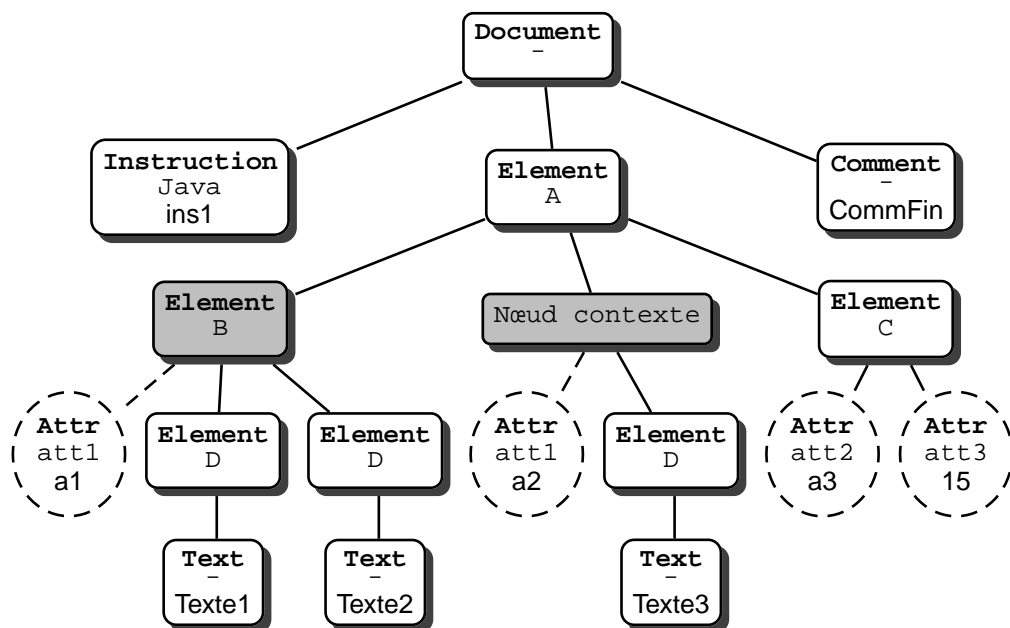 Document
-
Instruction
Java
ins1
Element
A
Comment
-
CommFin
Element
B
Nœud contexte
Element
C
Attr
att1
a1
Element
D
Element
D
Attr
att1
a2
Element
D
Attr
att2
a3
Attr
att3
15
Text
-
Texte1
Text
-
Texte2
Text
-
Texte3